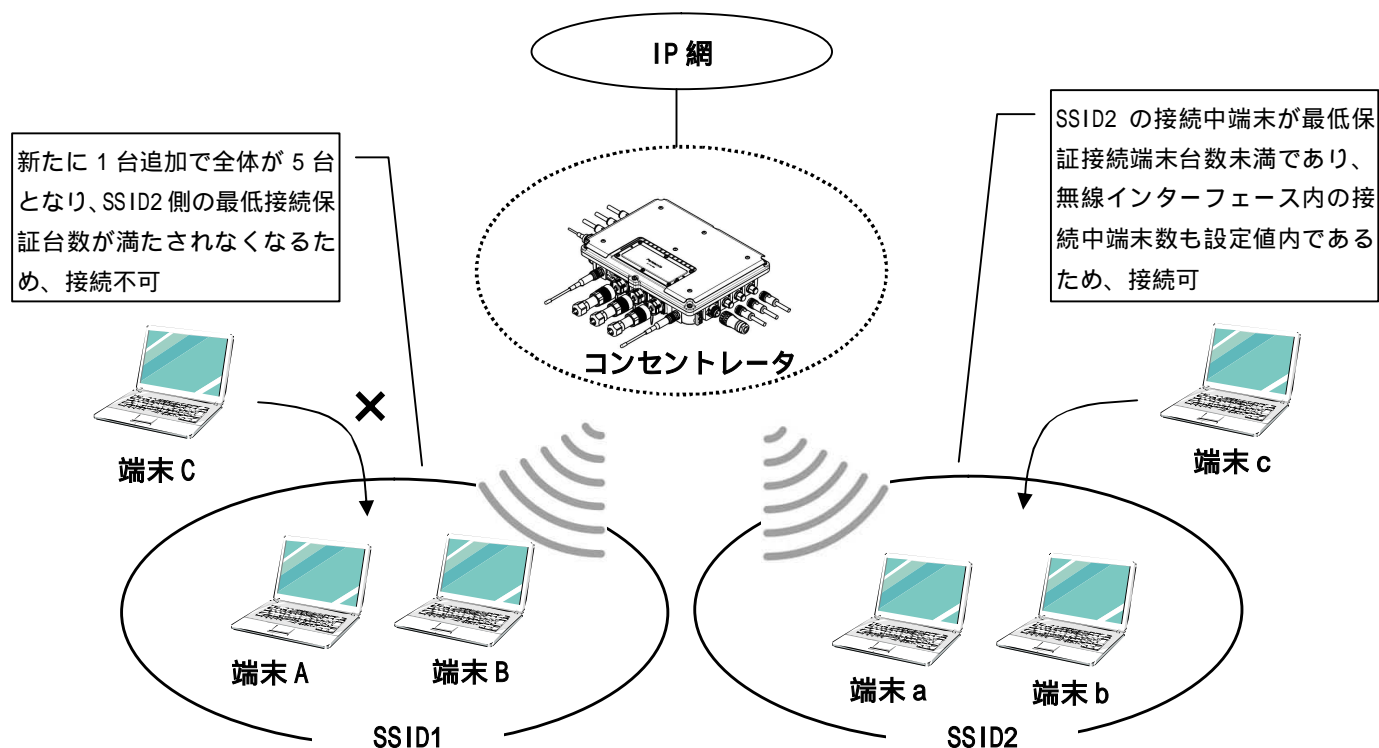 IP 網
新たに 1 台追加で全体が 5 台
となり、SSID2 側の最低接続保
証台数が満たされなくなるた
め、接続不可
SSID2 の接続中端末が最低保
証接続端末台数未満であり、
無線インターフェース内の接
続中端末数も設定値内である
ため、接続可
コンセントレータ
端末 C
端末 c
端末 A
端末 B
端末 a
端末 b
SSID1
SSID2